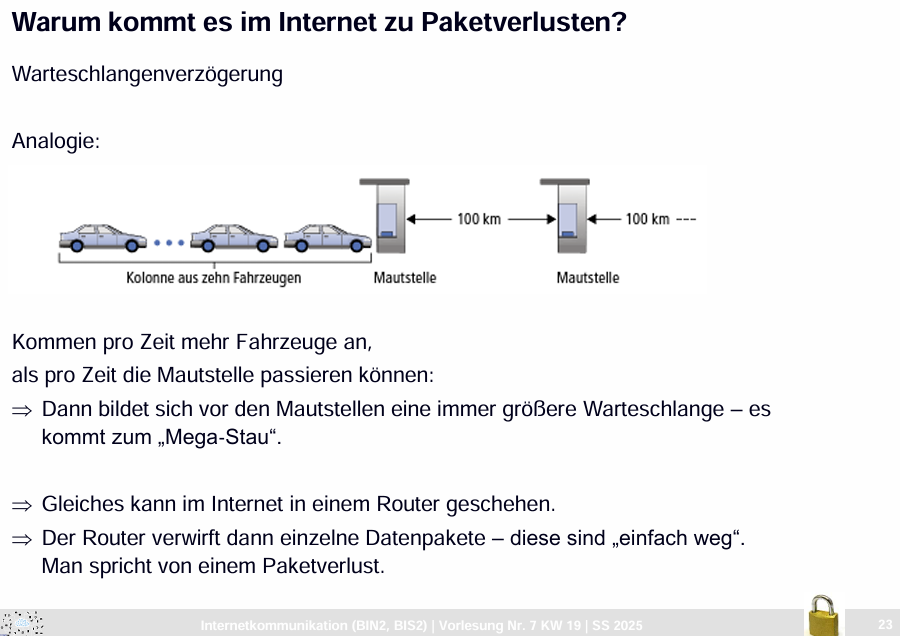 Warum kommt es im Internet zu Paketverlusten?
Warteschlangenverzögerung
Analogie:
100 km
100 km
Kolonne aus zehn Fahrzeugen
Mautstelle
Mautstelle
Kommen pro Zeit mehr Fahrzeuge an,
als pro Zeit die Mautstelle passieren können:
⇒ Dann bildet sich vor den Mautstellen eine immer größere Warteschlange – es
kommt zum „Mega-Stau“.
⇒ Gleiches kann im Internet in einem Router geschehen.
⇒ Der Router verwirft dann einzelne Datenpakete – diese sind „einfach weg“.
Man spricht von einem Paketverlust.
Internetkommunikation (BIN2, BIS2) | Vorlesung Nr. 7 KW 19 | SS 2025
23